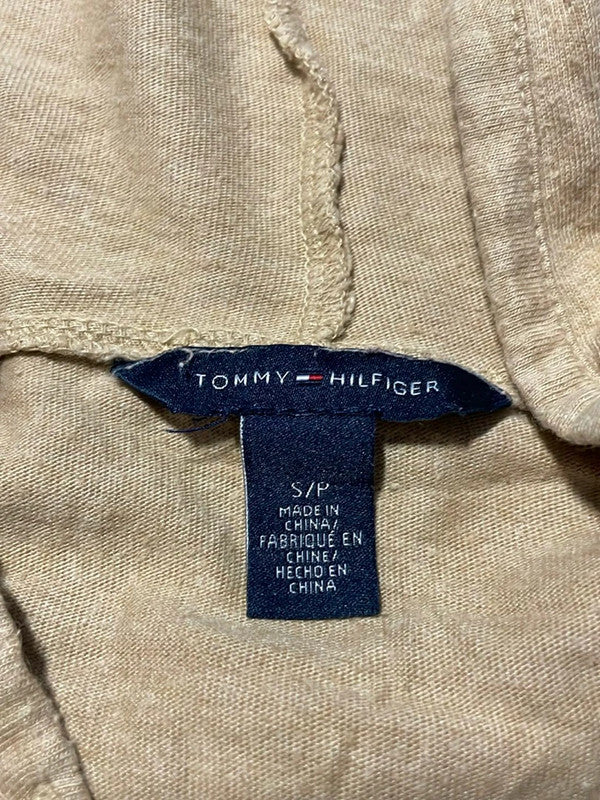 TOMMY HILFIGER
S/P
MADE IN
CHINA/
FABRIQUÉ EN
CHINE/
HECHO EN
CHINA